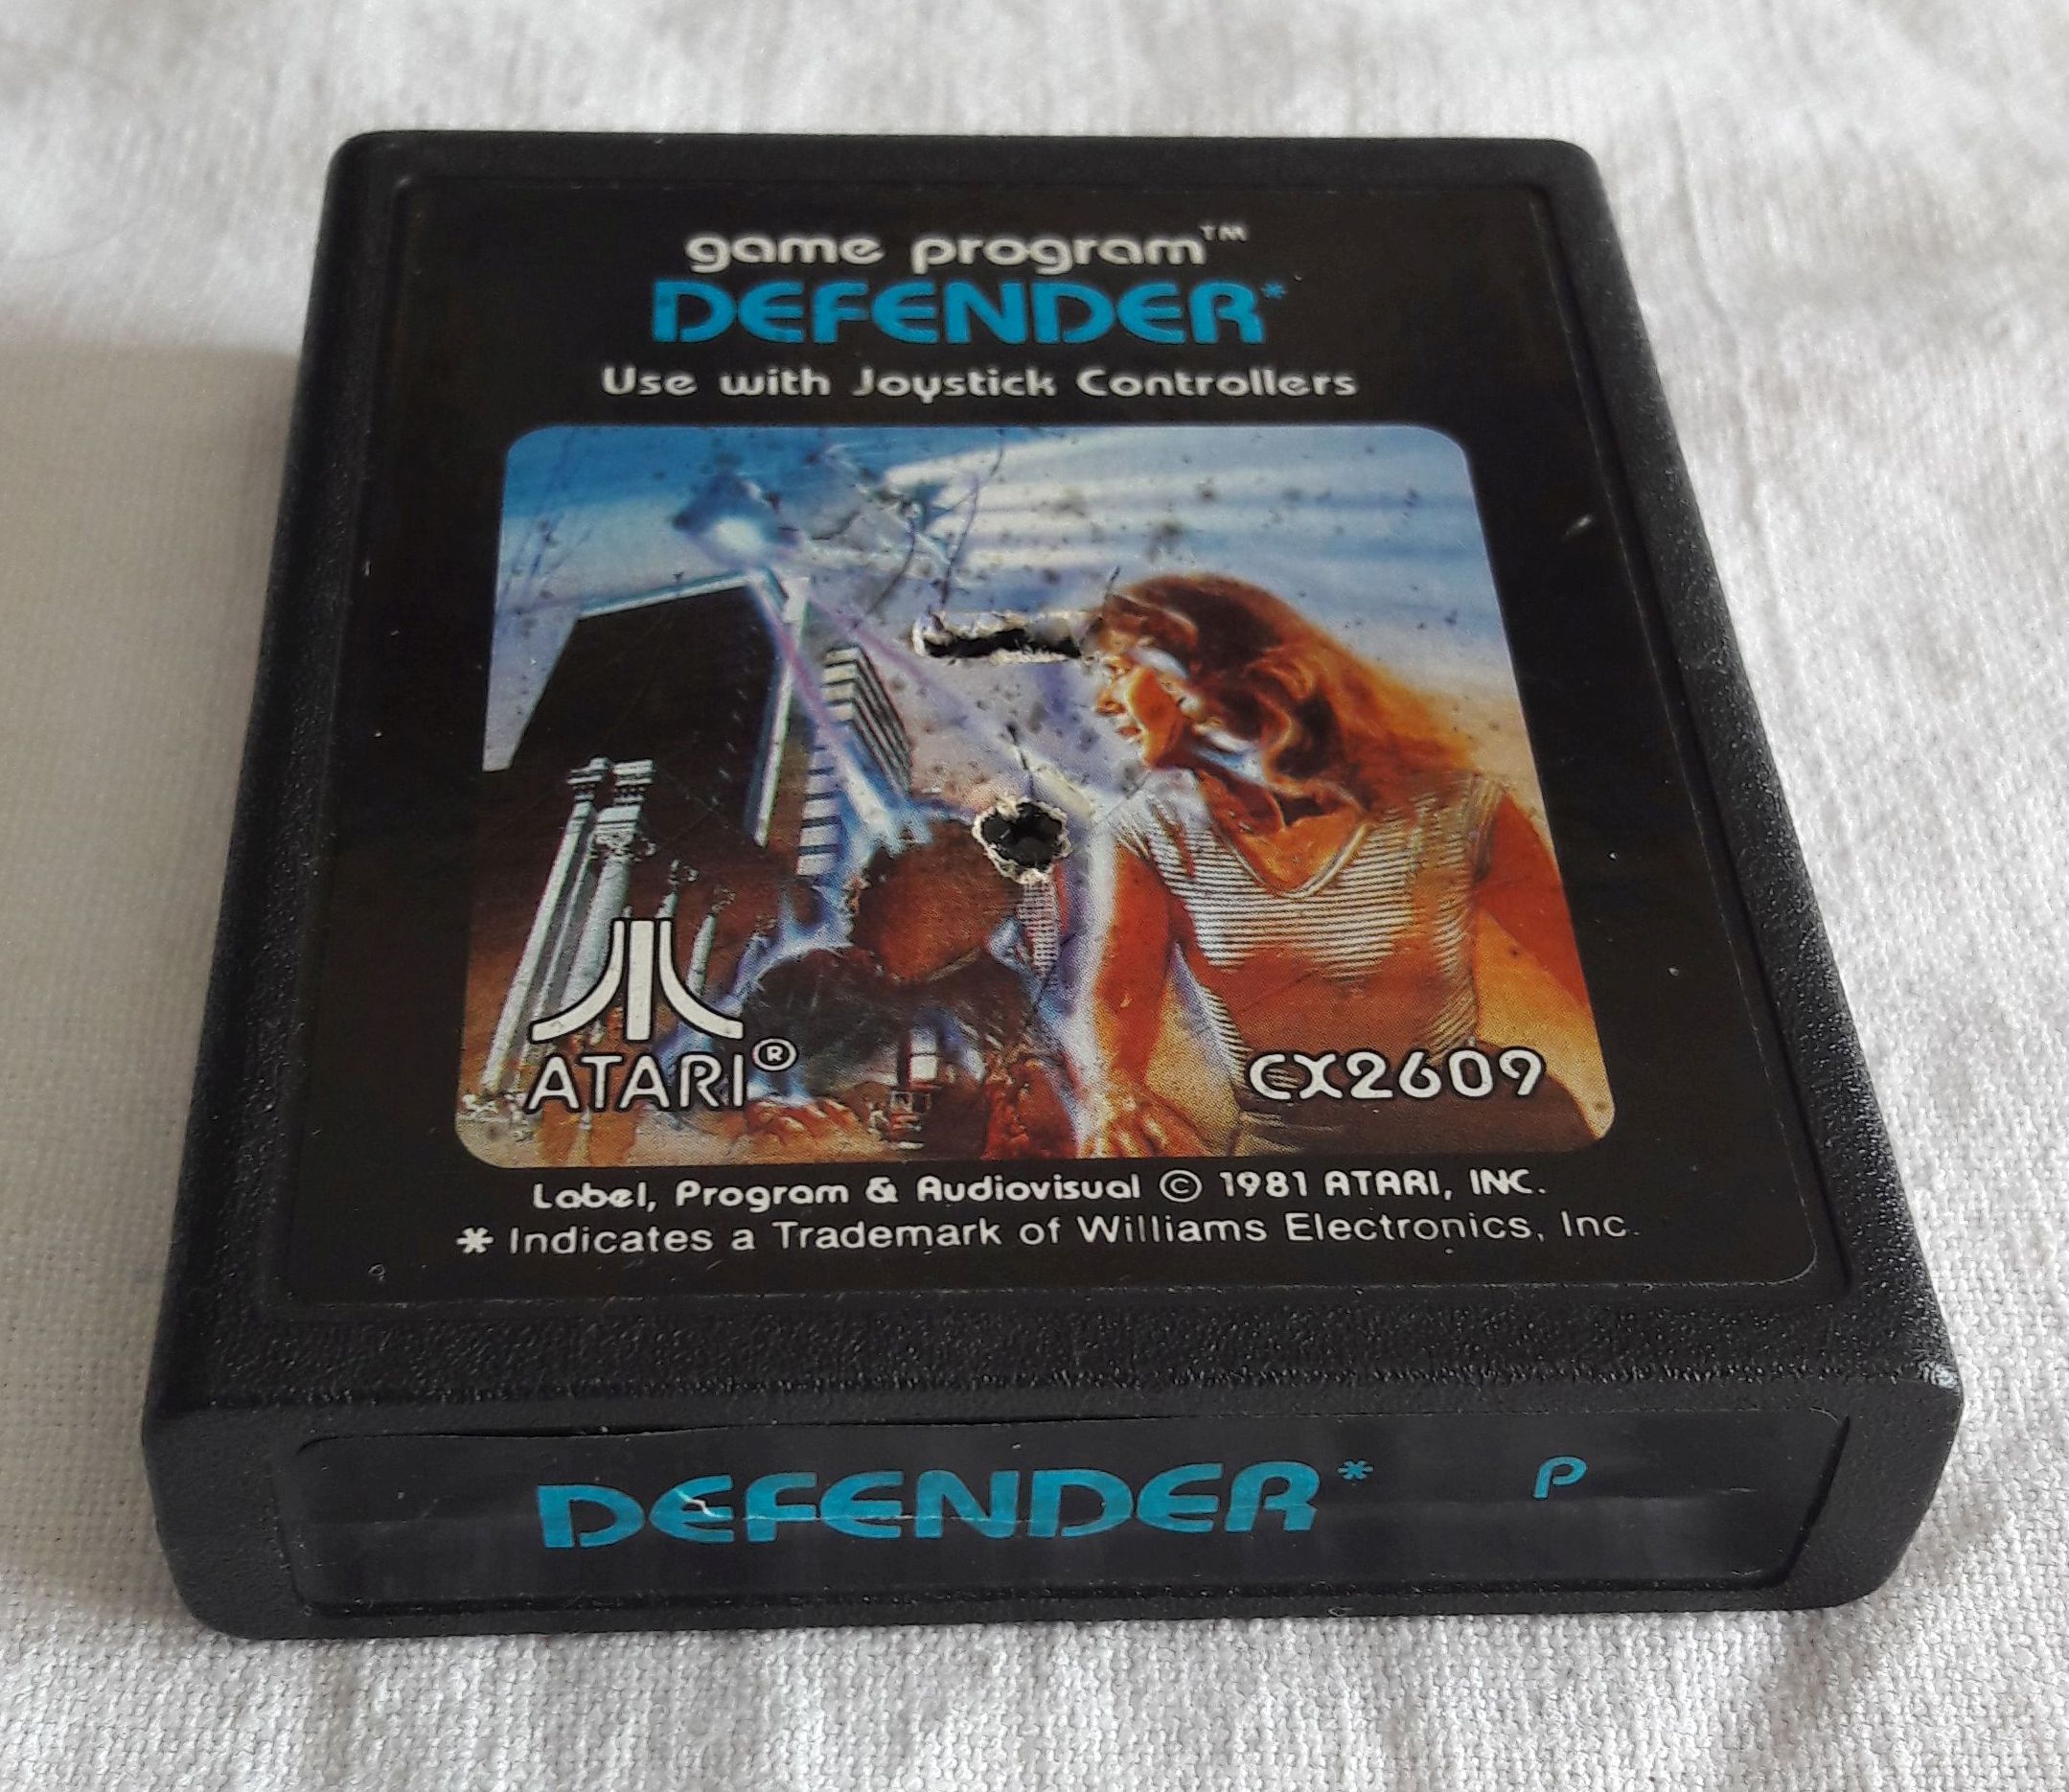 game program™
DEFENDER*
Use with Joystick Controllers
ATARI®
CX2609
Label, Program & Audiovisual © 1981 ATARI, INC.
* Indicates a Trademark of Williams Electronics, Inc.
DEFENDER* P